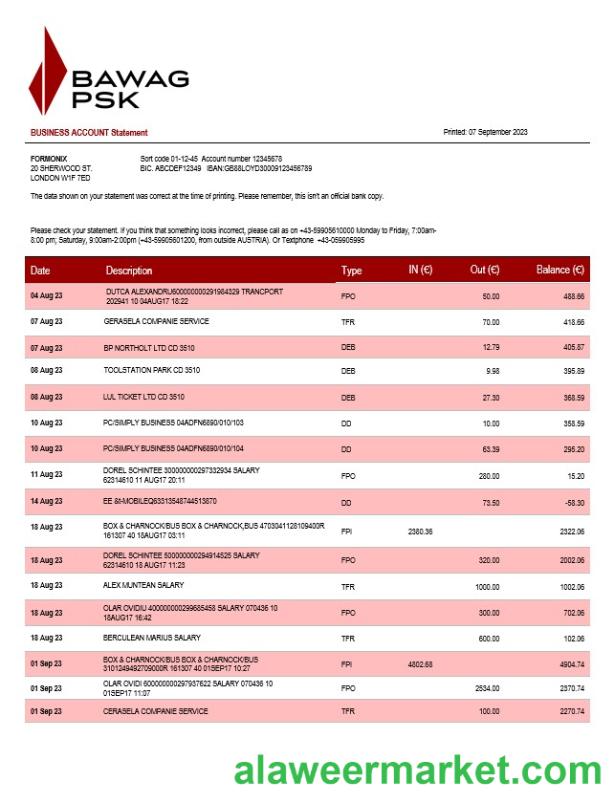 BAWAG
PSK
BUSINESS ACCOUNT Statement Printed: 07 September 2023
FORMONIX Sort code 01-12-45 Account number 12345678
20 SHERWOOD ST. BIC. ABCDEF12349 IBAN:GB88LOYD30009123456789
LONDON W1F 7ED
The data shown on your statement was correct at the time of printing. Please remember, this isn't an official bank copy.
Please check your statement. If you think that something looks incorrect, please call as on +43-59905610000 Monday to Friday, 7:00am-
8:00 pm; Saturday, 9:00am-2:00pm (+43-59905601200, from outside AUSTRIA). Or Textphone +43-059905995
Date Description Type IN (€) Out (€) Balance (€)
04 Aug 23 DUTCA ALEXANDRU600000000291984329 TRANCPORT FPO 50.00 488.66
202941 10 04AUG17 18:22
07 Aug 23 GERASELA COMPANIE SERVICE TFR 70.00 418.66
07 Aug 23 BP NORTHOLT LTD CD 3510 DEB 12.79 405.87
08 Aug 23 TOOLSTATION PARK CD 3510 DEB 9.98 395.89
08 Aug 23 LUL TICKET LTD CD 3510 DEB 27.30 368.59
10 Aug 23 PC/SIMPLY BUSINESS 04ADFN6890/010/103 DD 10.00 358.59
10 Aug 23 PC/SIMPLY BUSINESS 04ADFN6890/010/104 DD 63.39 295.20
11 Aug 23 DOREL SCHINTEE 300000000297332934 SALARY FPO 280.00 15.20
62314610 11 AUG17 20:11
14 Aug 23 EE &t-MOBILEQ63313548744513870 DD 73.50 -58.30
18 Aug 23 BOX & CHARNOCK/BUS BOX & CHARNOCK,BUS 4703041128109400R FPI 2380.36 2322.06
161307 40 18AUG17 03:11
18 Aug 23 DOREL SCHINTEE 500000000294914525 SALARY FPO 320.00 2002.06
62314610 18 AUG17 11:23
18 Aug 23 ALEX MUNTEAN SALARY TFR 1000.00 1002.06
18 Aug 23 OLAR OVIDIU 400000000299685458 SALARY 070436 10 FPO 300.00 702.06
18AUG17 16:42
18 Aug 23 BERCULEAN MARIUS SALARY TFR 600.00 102.06
01 Sep 23 BOX & CHARNOCK/BUS BOX & CHARNOCK/BUS FPI 4802.68 4904.74
3101249492709000R 161307 40 01SEP17 10:27
01 Sep 23 OLAR OVIDI 600000000297937622 SALARY 070436 10 FPO 2534.00 2370.74
01SEP17 11:07
01 Sep 23 CERASELA COMPANIE SERVICE TFR 100.00 2270.74
alaweermarket.com